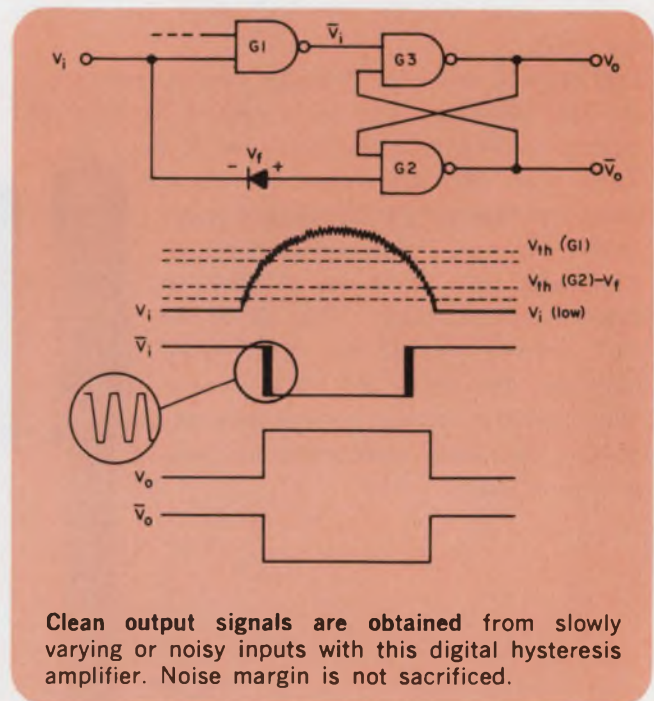 G1
V̄i
G3
Vi
Vo
Vf
- +
G2
V̄o
Vth (G1)
Vth (G2)-Vf
Vi
Vi (low)
V̄i
Vo
V̄o
Clean output signals are obtained from slowly
varying or noisy inputs with this digital hysteresis
amplifier. Noise margin is not sacrificed.